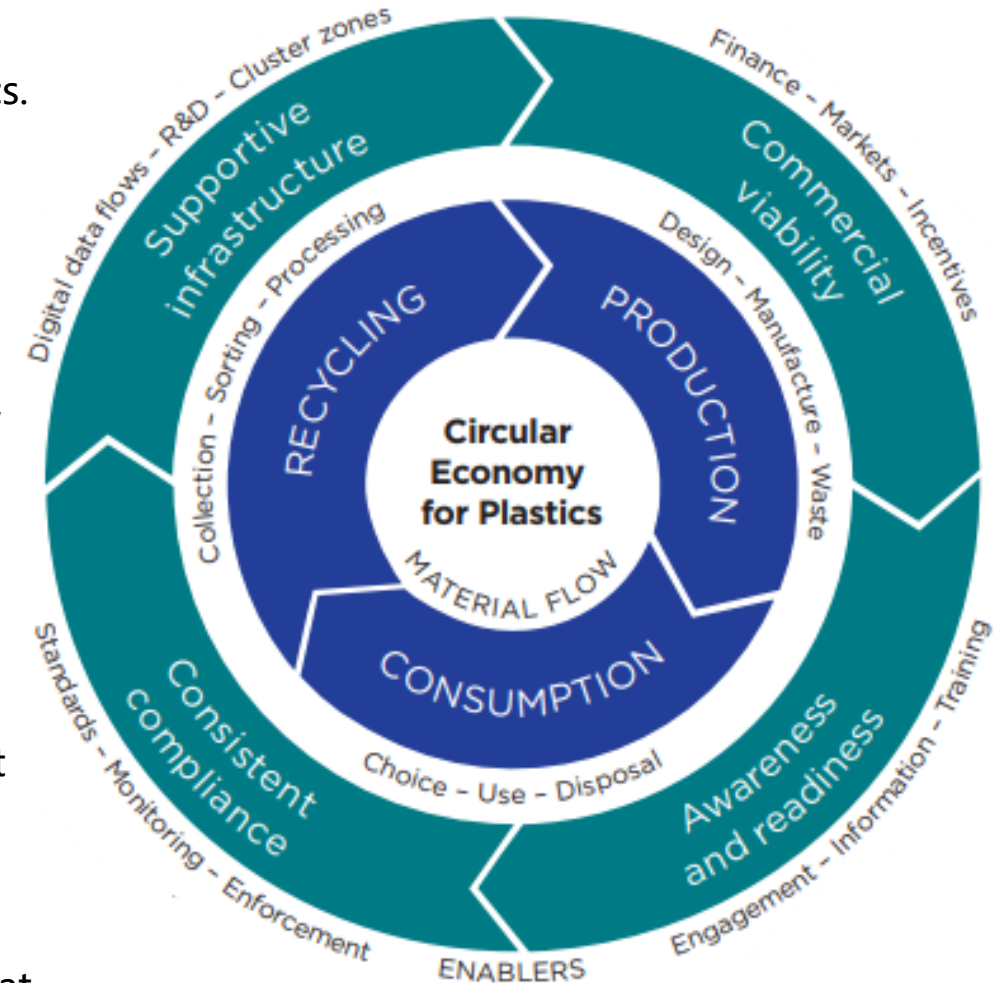 cs.
t
at
Digital data flows – R&D – Cluster zones
Finance – Markets – Incentives
Supportive
infrastructure
Commercial
viability
Collection – Sorting – Processing
Design – Manufacture – Waste
RECYCLING
PRODUCTION
Circular
Economy
for Plastics
MATERIAL FLOW
CONSUMPTION
Choice – Use – Disposal
Consistent
compliance
Awareness
and readiness
Standards – Monitoring – Enforcement
Engagement – Information – Training
ENABLERS